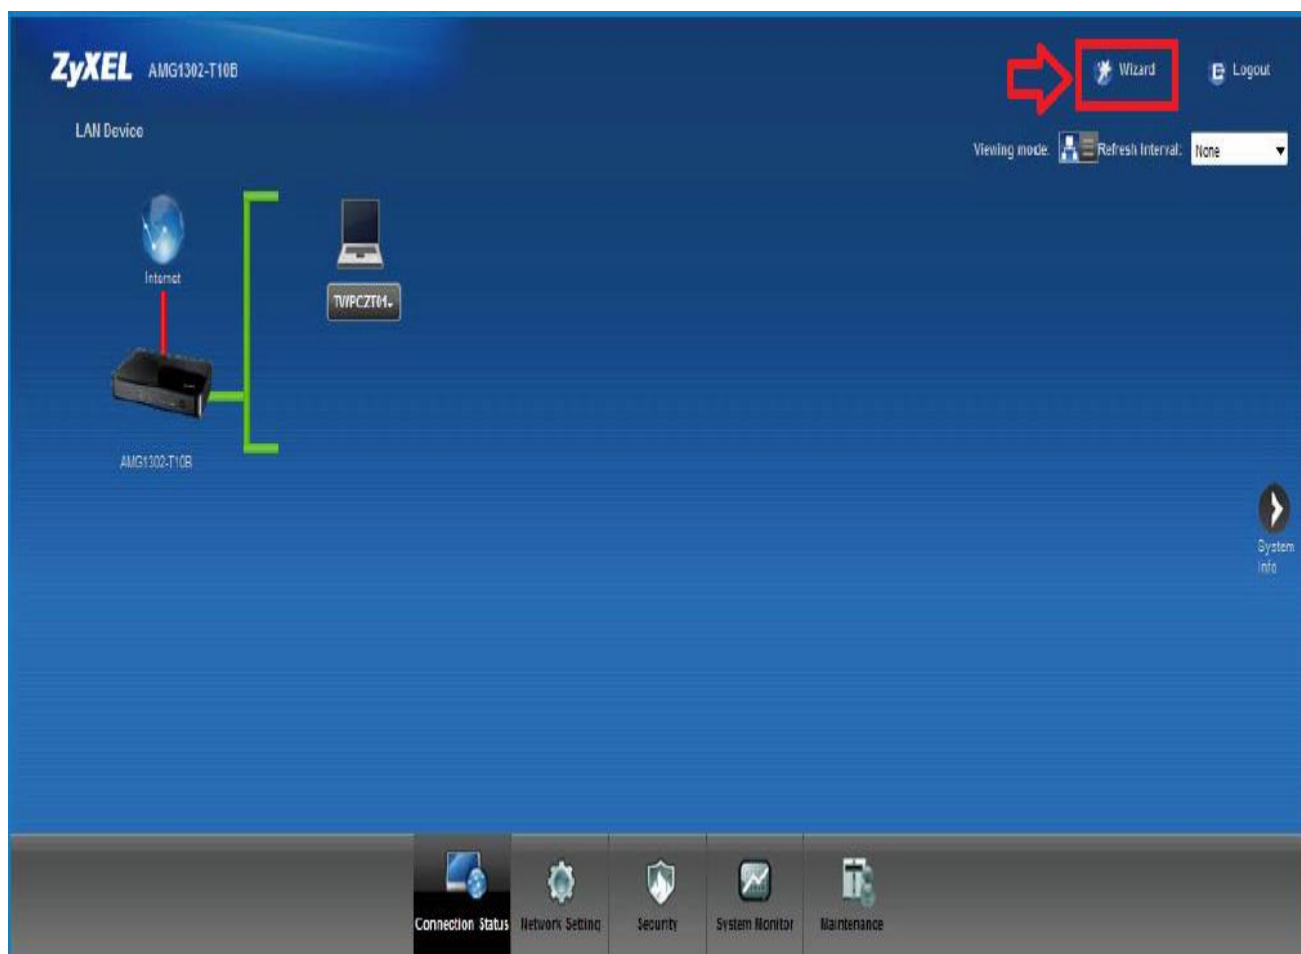 ZyXEL AMG1302-T10B
Wizard
Logout
LAN Device
Viewing mode:
Refresh Interval:
None
Internet
TWPCZT01
AMG1302-T10B
System
Info
Connection Status
Network Setting
Security
System Monitor
Maintenance